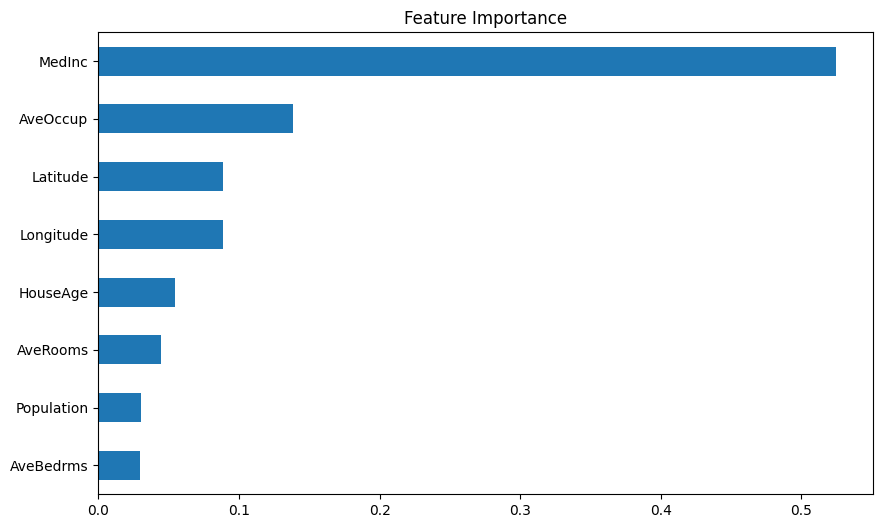 Feature Importance
MedInc
AveOccup
Latitude
Longitude
HouseAge
AveRooms
Population
AveBedrms
0.0 0.1 0.2 0.3 0.4 0.5